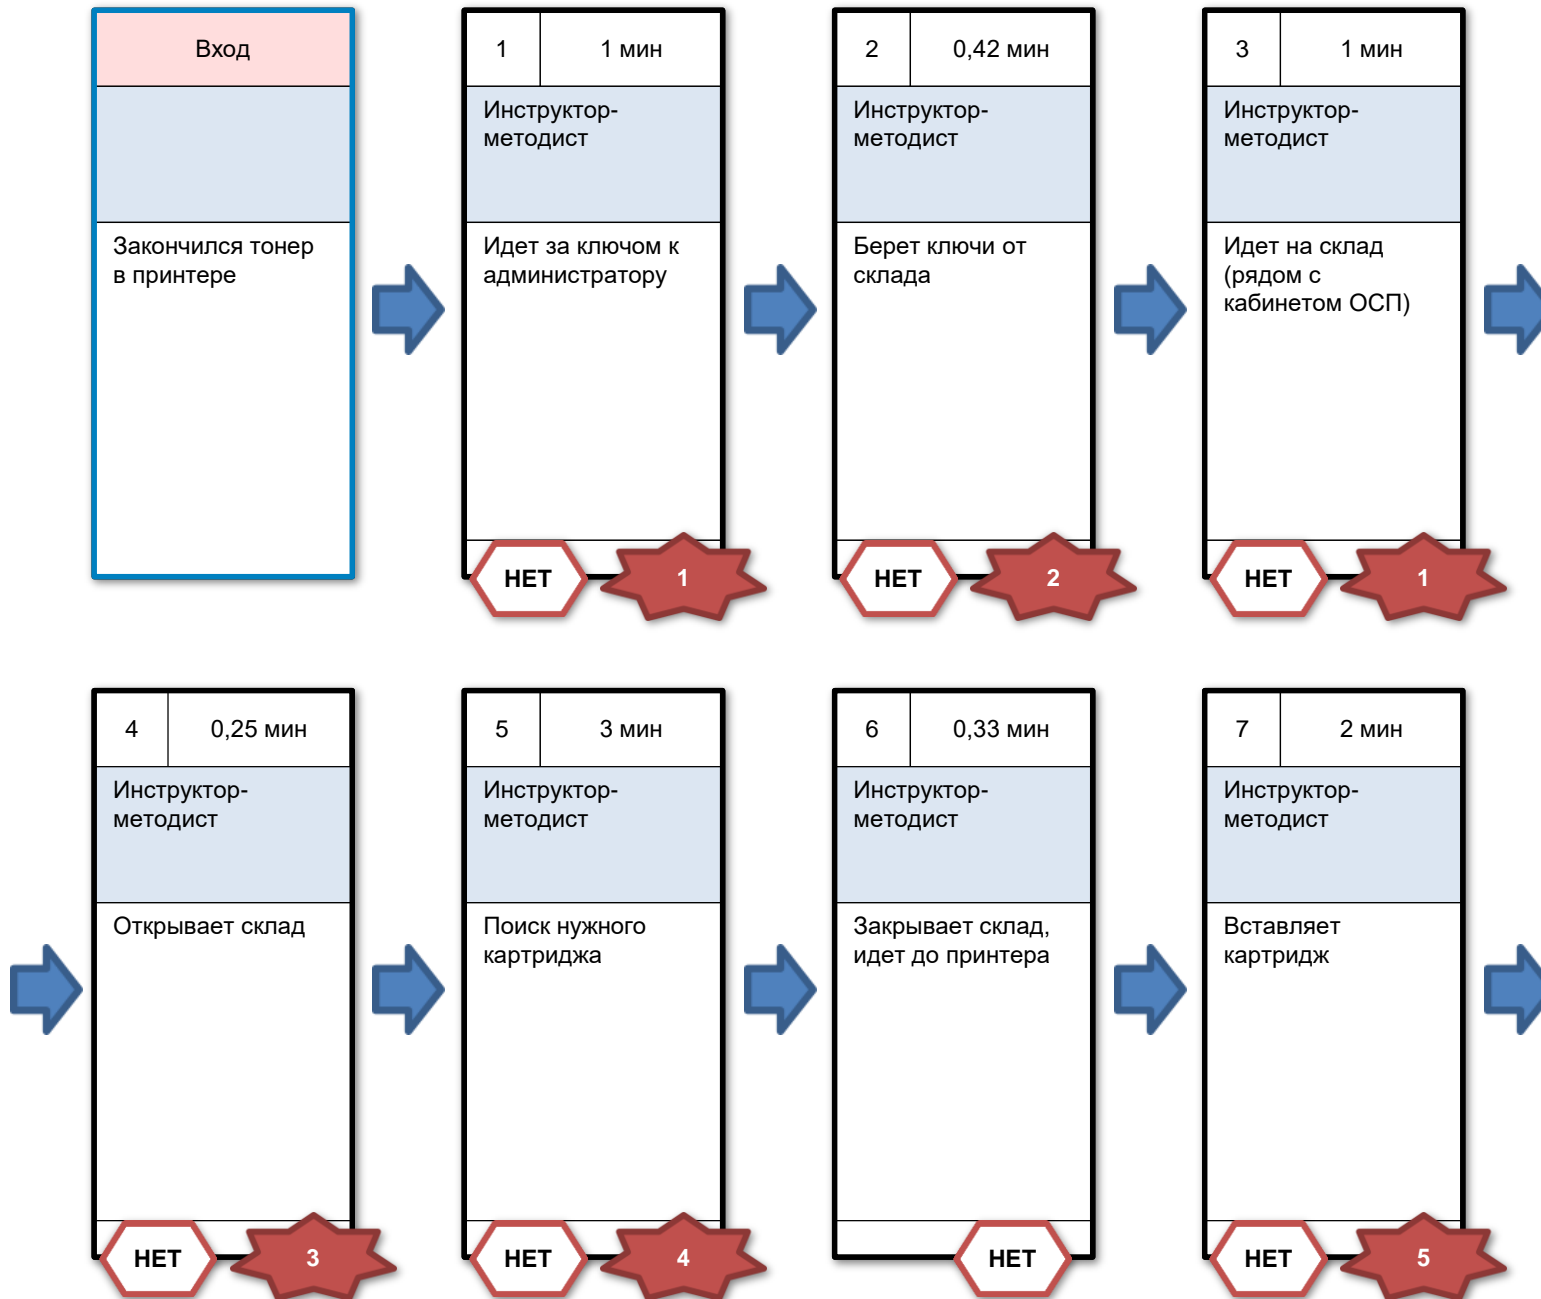 Вход
Закончился тонер
в принтере
1
1 мин
Инструктор-
методист
Идет за ключом к
администратору
НЕТ
1
2
0,42 мин
Инструктор-
методист
Берет ключи от
склада
НЕТ
2
3
1 мин
Инструктор-
методист
Идет на склад
(рядом с
кабинетом ОСП)
НЕТ
1
4
0,25 мин
Инструктор-
методист
Открывает склад
НЕТ
3
5
3 мин
Инструктор-
методист
Поиск нужного
картриджа
НЕТ
4
6
0,33 мин
Инструктор-
методист
Закрывает склад,
идет до принтера
НЕТ
7
2 мин
Инструктор-
методист
Вставляет
картридж
НЕТ
5